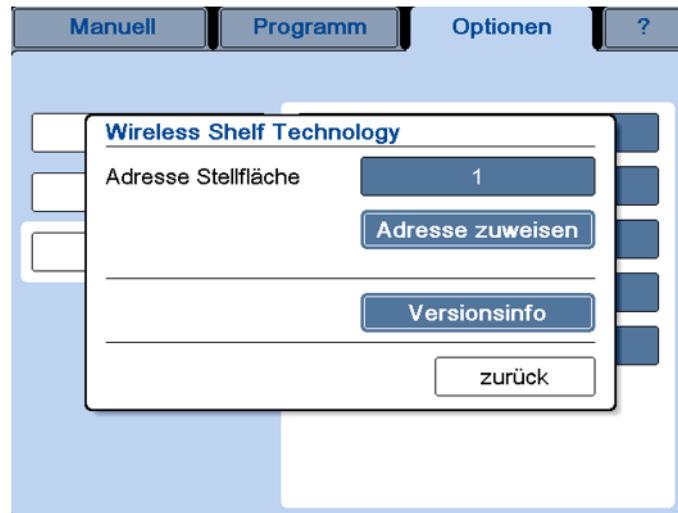 Manuell Programm Optionen ?
Wireless Shelf Technology
Adresse Stellfläche 1
Adresse zuweisen
Versionsinfo
zurück